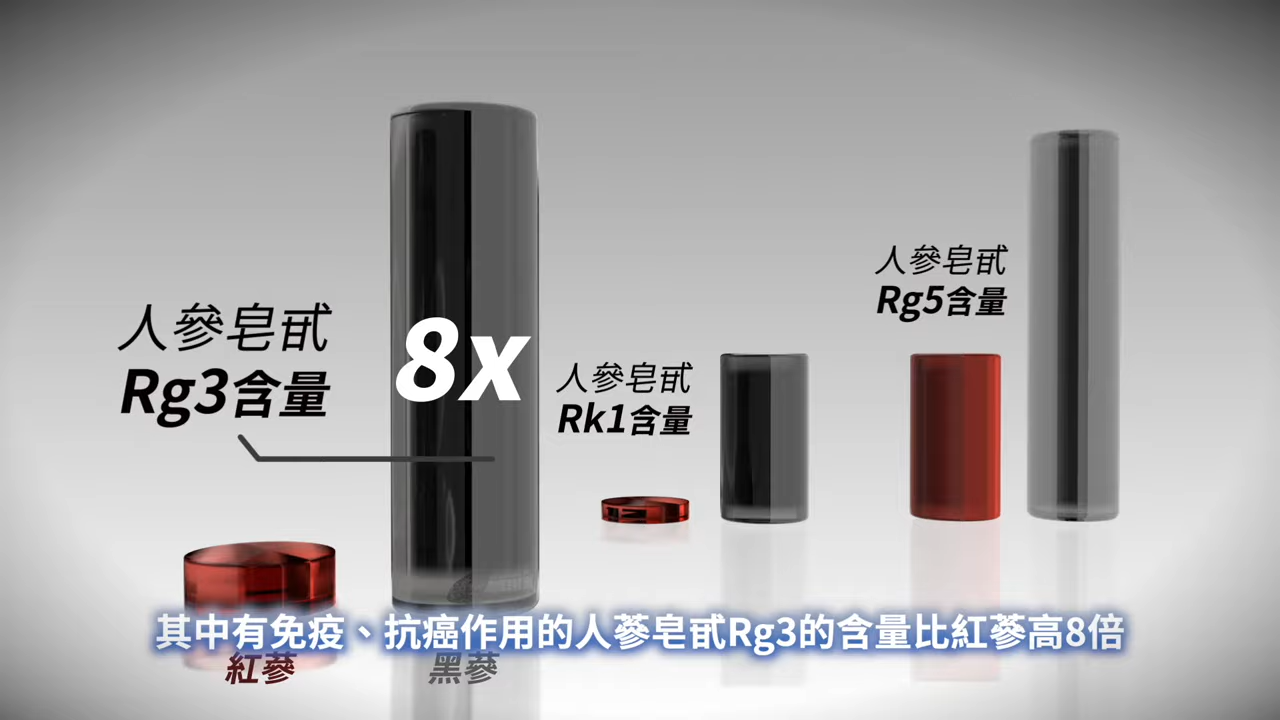 人參皂甙
Rg3含量
8x
人參皂甙
Rk1含量
人參皂甙
Rg5含量
其中有免疫、抗癌作用的人蔘皂甙Rg3的含量比紅蔘高8倍
紅蔘
黑蔘